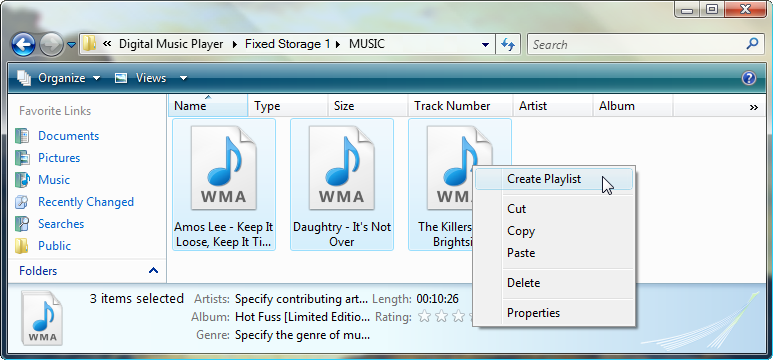 « Digital Music Player ▸ Fixed Storage 1 ▸ MUSIC
Search
Organize
Views
Favorite Links
Documents
Pictures
Music
Recently Changed
Searches
Public
Folders
Name Type Size Track Number Artist Album »
WMA
Amos Lee - Keep It
Loose, Keep It Ti...
WMA
Daughtry - It's Not
Over
The Killers
Brightsi
Create Playlist
Cut
Copy
Paste
Delete
Properties
WMA
3 items selected
Artists: Specify contributing art...
Length: 00:10:26
Album: Hot Fuss [Limited Editio...
Rating:
Genre: Specify the genre of mu...